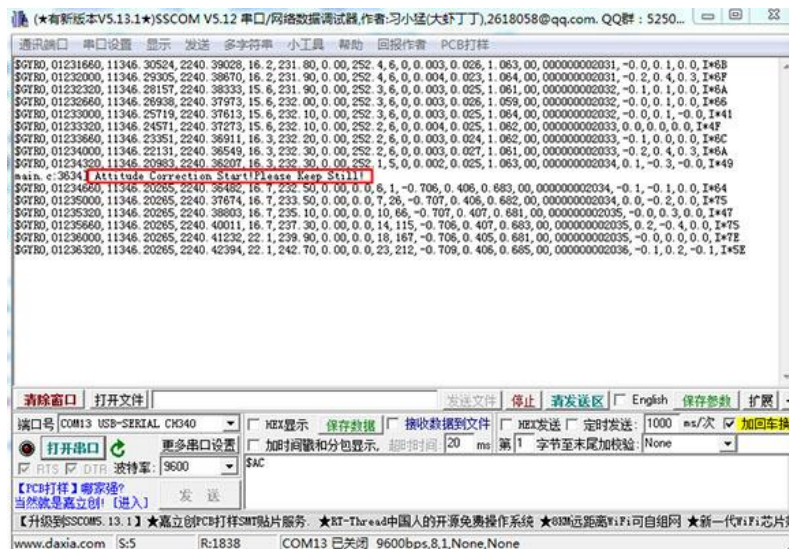 (★有新版本V5.13.1★)SSCOM V5.12 串口/网络数据调试器,作者:习小猛(大虾丁丁),2618058@qq.com. QQ群：5250...
通讯端口 串口设置 显示 发送 多字符串 小工具 帮助 回报作者 PCB打样
$GYRO,01231660,11346.30524,2240.39028,16.2,231.80,0.00,252.4,6,0,0.003,0.026,1.063,00,000000002031,-0.0,0.1,0.0,I*6B
$GYRO,01232000,11346.29305,2240.38670,16.2,231.90,0.00,252.4,6,0,0.004,0.023,1.064,00,000000002031,-0.2,0.4,0.3,I*6F
$GYRO,01232320,11346.28157,2240.38333,15.6,231.90,0.00,252.3,6,0,0.003,0.025,1.061,00,000000002032,-0.1,0.1,0.0,I*6A
$GYRO,01232660,11346.26938,2240.37973,15.6,232.00,0.00,252.3,6,0,0.003,0.026,1.059,00,000000002032,-0.0,0.1,0.0,I*66
$GYRO,01233000,11346.25719,2240.37613,15.6,232.10,0.00,252.3,6,0,0.003,0.025,1.064,00,000000002032,-0.0,0.1,-0.0,I*41
$GYRO,01233320,11346.24571,2240.37273,15.6,232.10,0.00,252.2,6,0,0.004,0.025,1.062,00,000000002033,0.0,0.0,0.0,I*4F
$GYRO,01233660,11346.23351,2240.36911,16.3,232.20,0.00,252.2,6,0,0.003,0.024,1.062,00,000000002033,-0.1,0.0,0.0,I*6C
$GYRO,01234000,11346.22131,2240.36549,16.3,232.30,0.00,252.2,6,0,0.003,0.027,1.061,00,000000002033,-0.2,0.4,0.3,I*6A
$GYRO,01234320,11346.20983,2240.36207,16.3,232.30,0.00,252.1,5,0,0.002,0.025,1.063,00,000000002034,0.1,-0.3,-0.0,I*49
main.c:3634] Attitude Correction Start!Please Keep Still!
$GYRO,01234660,11346.20265,2240.36482,16.7,232.50,0.00,0.0,6,1,-0.706,0.406,0.683,00,000000002034,-0.1,-0.1,0.0,I*64
$GYRO,01235000,11346.20265,2240.37674,16.7,233.50,0.00,0.0,7,26,-0.707,0.406,0.682,00,000000002034,0.0,-0.2,0.0,I*75
$GYRO,01235320,11346.20265,2240.38803,16.7,235.10,0.00,0.0,10,66,-0.707,0.407,0.681,00,000000002035,-0.0,0.3,0.0,I*47
$GYRO,01235660,11346.20265,2240.40011,16.7,237.30,0.00,0.0,14,115,-0.706,0.407,0.683,00,000000002035,0.2,-0.4,0.0,I*75
$GYRO,01236000,11346.20265,2240.41232,22.1,239.90,0.00,0.0,18,167,-0.706,0.405,0.681,00,000000002035,-0.0,0.0,0.0,I*7E
$GYRO,01236320,11346.20265,2240.42394,22.1,242.70,0.00,0.0,23,212,-0.709,0.406,0.685,00,000000002036,-0.1,0.2,-0.1,I*5E
清除窗口 打开文件 发送文件 停止 清发送区 English 保存参数 扩展
端口号 COM13 USB-SERIAL CH340 HEX显示 保存数据 接收数据到文件 HEX发送 定时发送: 1000 ms/次 加回车换
打开串口 更多串口设置 加时间戳和分包显示, 超时时间: 20 ms 第 1 字节至末尾加校验: None
RTS DTR 波特率: 9600 $AC
【PCB打样】哪家强?
当然就是嘉立创! [进入] 发 送
【升级到SSCOM5.13.1】★嘉立创PCB打样SMT贴片服务. ★RT-Thread中国人的开源免费操作系统 ★8KM远距离WiFi可自组网 ★新一代WiFi芯片
www.daxia.com S:5 R:1838 COM13 已关闭 9600bps,8,1,None,None